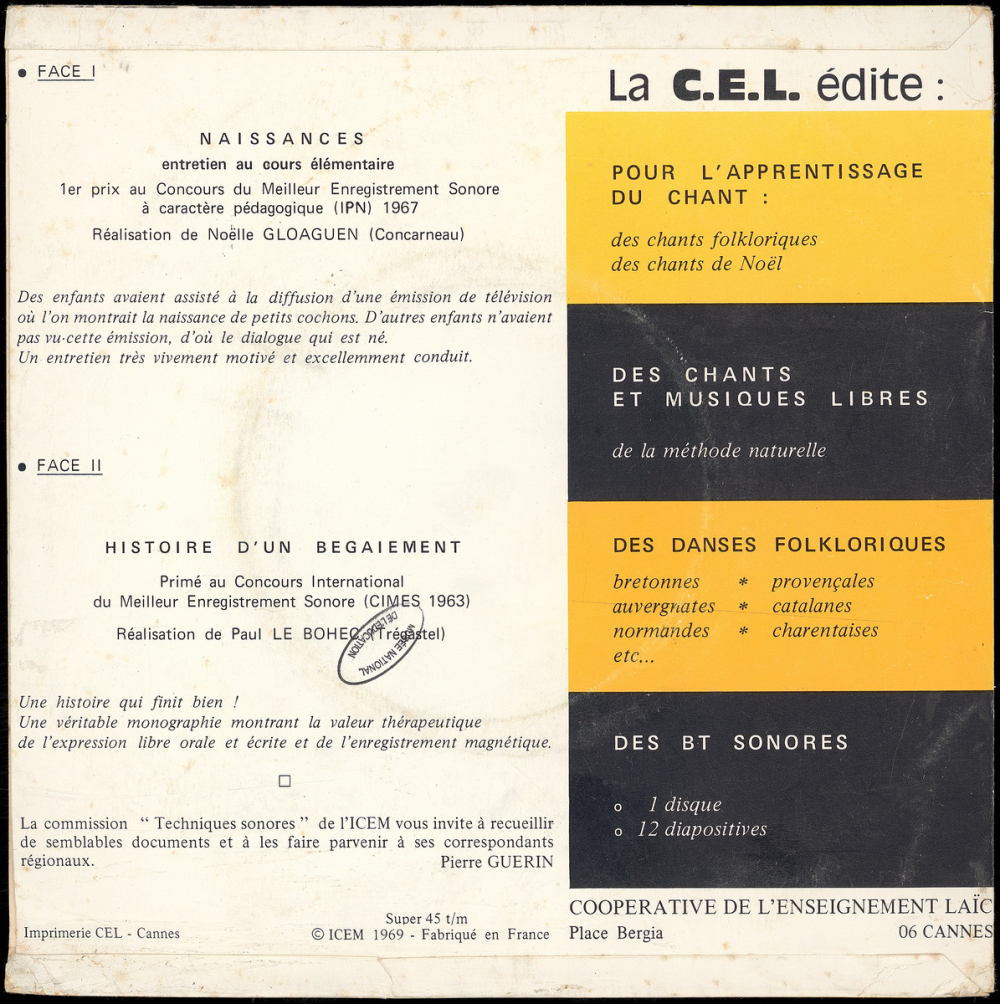 • FACE I
NAISSANCES
entretien au cours élémentaire
1er prix au Concours du Meilleur Enregistrement Sonore
à caractère pédagogique (IPN) 1967
Réalisation de Noëlle GLOAGUEN (Concarneau)
Des enfants avaient assisté à la diffusion d'une émission de télévision
où l'on montrait la naissance de petits cochons. D'autres enfants n'avaient
pas vu·cette émission, d'où le dialogue qui est né.
Un entretien très vivement motivé et excellemment conduit.
• FACE II
HISTOIRE D'UN BEGAIEMENT
Primé au Concours International
du Meilleur Enregistrement Sonore (CIMES 1963)
Réalisation de Paul LE BOHEC (Trégastel)
MUSÉE NATIONAL
DE L'ÉDUCATION
Une histoire qui finit bien !
Une véritable monographie montrant la valeur thérapeutique
de l'expression libre orale et écrite et de l'enregistrement magnétique.
La commission “ Techniques sonores ” de l'ICEM vous invite à recueillir
de semblables documents et à les faire parvenir à ses correspondants
régionaux. Pierre GUERIN
Super 45 t/m
Imprimerie CEL - Cannes © ICEM 1969 - Fabriqué en France
La C.E.L. édite :
POUR L'APPRENTISSAGE
DU CHANT :
des chants folkloriques
des chants de Noël
DES CHANTS
ET MUSIQUES LIBRES
de la méthode naturelle
DES DANSES FOLKLORIQUES
bretonnes * provençales
auvergnates * catalanes
normandes * charentaises
etc...
DES BT SONORES
o 1 disque
o 12 diapositives
COOPERATIVE DE L'ENSEIGNEMENT LAÏC
Place Bergia 06 CANNES